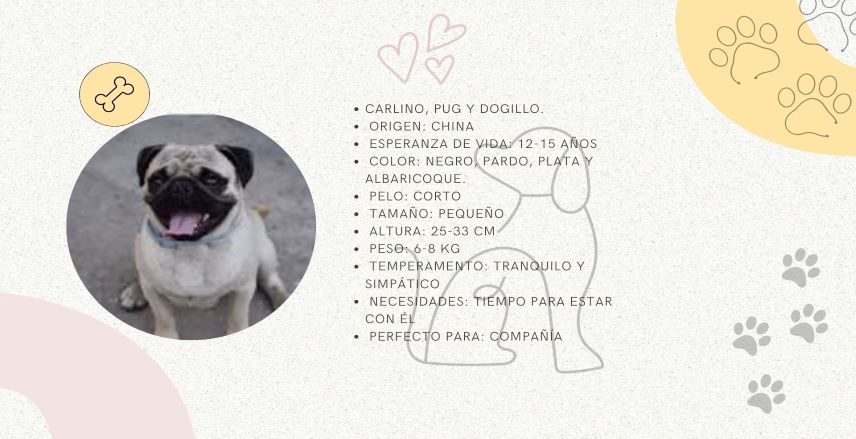 • CARLINO, PUG Y DOGILLO.
• ORIGEN: CHINA
• ESPERANZA DE VIDA: 12-15 AÑOS
• COLOR: NEGRO, PARDO, PLATA Y
ALBARICOQUE.
• PELO: CORTO
• TAMAÑO: PEQUEÑO
• ALTURA: 25-33 CM
• PESO: 6-8 KG
• TEMPERAMENTO: TRANQUILO Y
SIMPÁTICO
• NECESIDADES: TIEMPO PARA ESTAR
CON ÉL
• PERFECTO PARA: COMPAÑÍA